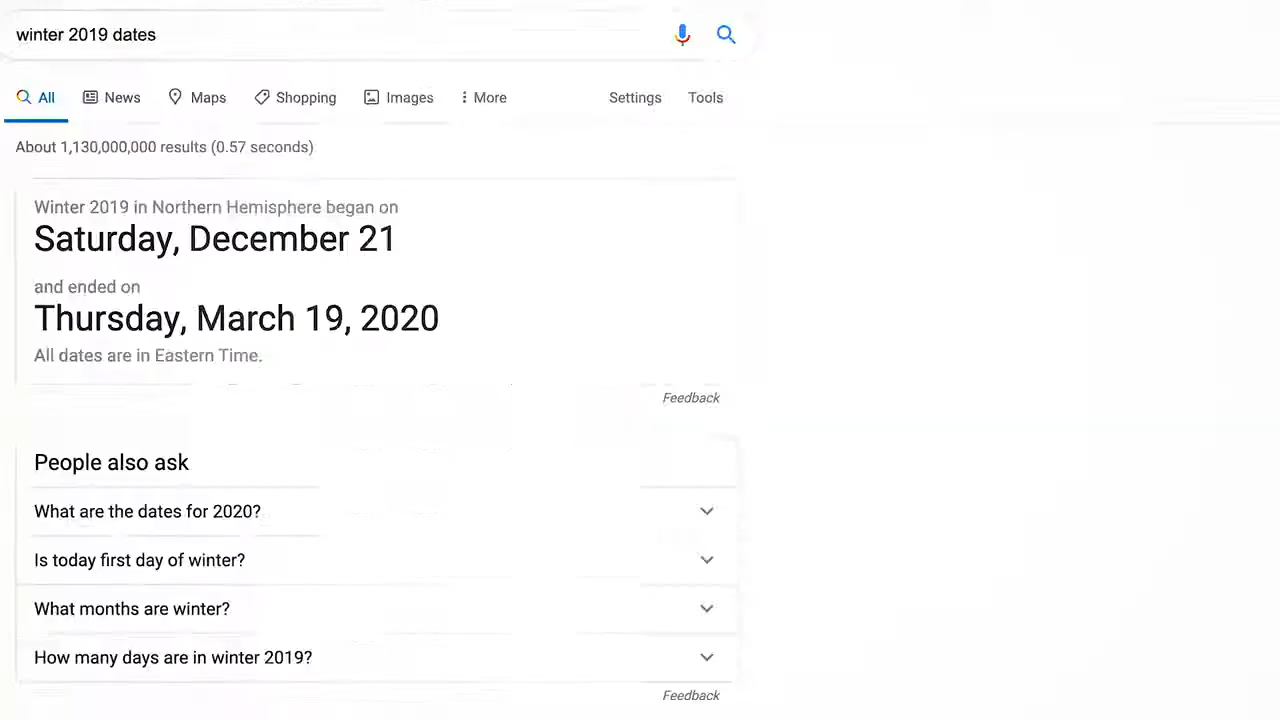 winter 2019 dates
All News Maps Shopping Images More Settings Tools
About 1,130,000,000 results (0.57 seconds)
Winter 2019 in Northern Hemisphere began on
Saturday, December 21
and ended on
Thursday, March 19, 2020
All dates are in Eastern Time.
Feedback
People also ask
What are the dates for 2020?
Is today first day of winter?
What months are winter?
How many days are in winter 2019?
Feedback